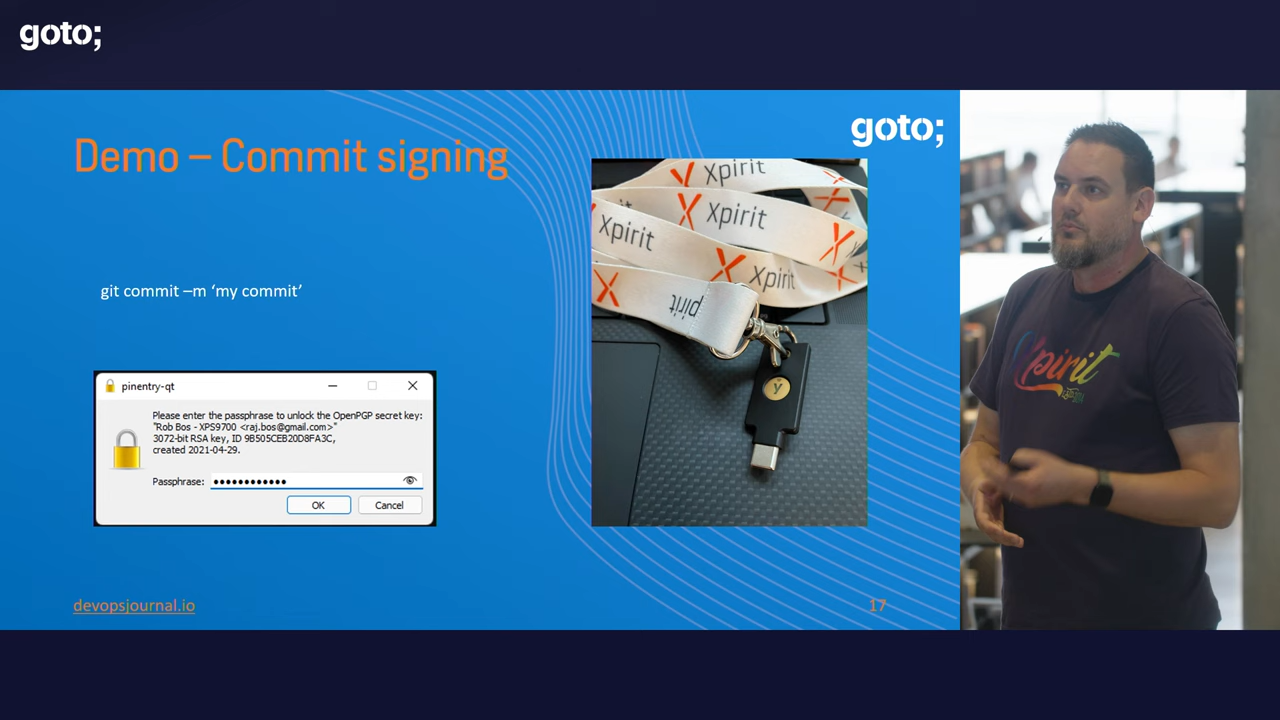 goto;
goto;
Demo – Commit signing
git commit –m ‘my commit’
pinentry-qt
Please enter the passphrase to unlock the OpenPGP secret key:
"Rob Bos - XPS9700 <raj.bos@gmail.com>"
3072-bit RSA key, ID 9B505CEB20D8FA3C,
created 2021-04-29.
Passphrase: ••••••••••••
OK Cancel
Xpirit
Xpirit
Xpirit
Xpirit
Xpirit
y
Xpirit
devopsjournal.io
17